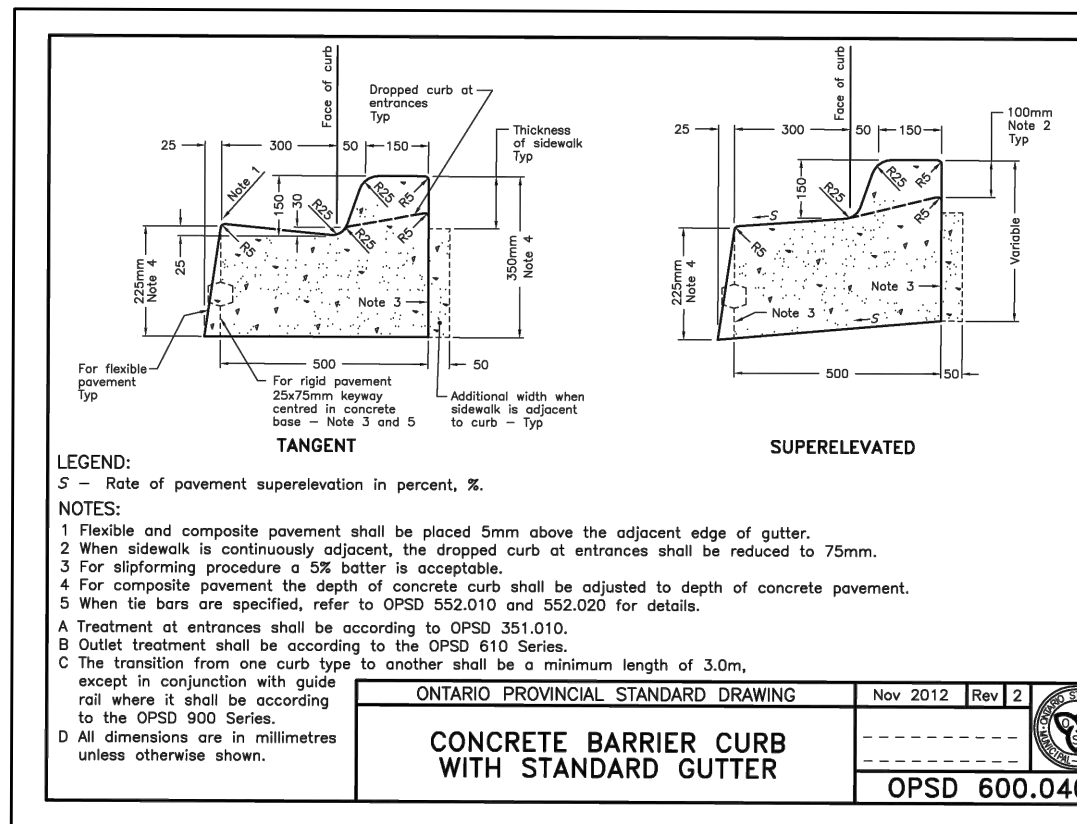 Face of curb
Dropped curb at
entrances
Typ
Thickness
of sidewalk
Typ
25
300
50
150
Note 1
150
30
R25
R25
R5
R25
R5
R5
25
225mm
Note 4
350mm
Note 4
Note 3
500
50
For flexible
pavement
Typ
For rigid pavement
25x75mm keyway
centred in concrete
base – Note 3 and 5
Additional width when
sidewalk is adjacent
to curb – Typ
TANGENT
Face of curb
25
300
50
150
100mm
Note 2
Typ
150
R25
R25
R5
R5
R5
S
225mm
Note 4
Note 3
Note 3
S
Variable
500
50
SUPERELEVATED
LEGEND:
S – Rate of pavement superelevation in percent, %.
NOTES:
1 Flexible and composite pavement shall be placed 5mm above the adjacent edge of gutter.
2 When sidewalk is continuously adjacent, the dropped curb at entrances shall be reduced to 75mm.
3 For slipforming procedure a 5% batter is acceptable.
4 For composite pavement the depth of concrete curb shall be adjusted to depth of concrete pavement.
5 When tie bars are specified, refer to OPSD 552.010 and 552.020 for details.
A Treatment at entrances shall be according to OPSD 351.010.
B Outlet treatment shall be according to the OPSD 610 Series.
C The transition from one curb type to another shall be a minimum length of 3.0m,
except in conjunction with guide
rail where it shall be according
to the OPSD 900 Series.
D All dimensions are in millimetres
unless otherwise shown.
ONTARIO PROVINCIAL STANDARD DRAWING
Nov 2012
Rev 2
CONCRETE BARRIER CURB
WITH STANDARD GUTTER
OPSD 600.040